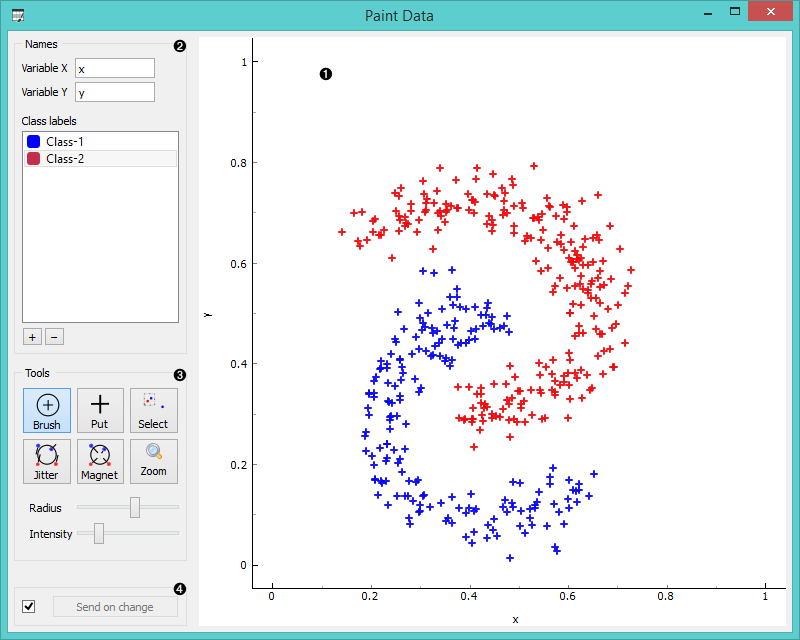 Paint Data
Names
❷
Variable X
x
Variable Y
y
Class labels
Class-1
Class-2
+
−
Tools
❸
Brush
Put
Select
Jitter
Magnet
Zoom
Radius
Intensity
❹
Send on change
❶
1
0.8
0.6
0.4
0.2
0
y
0
0.2
0.4
0.6
0.8
1
x